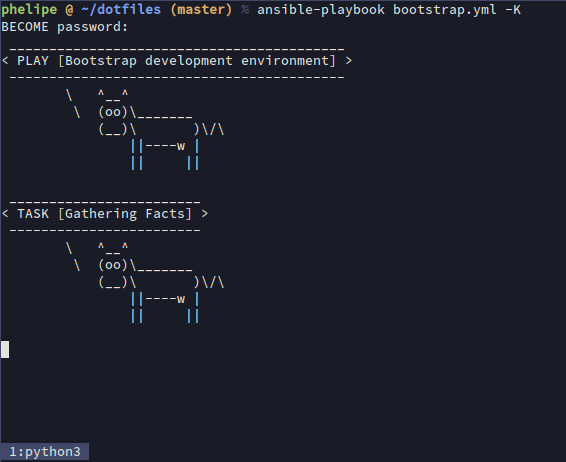 phelipe @ ~/dotfiles (master) % ansible-playbook bootstrap.yml -K
BECOME password:
 _________________________________________
< PLAY [Bootstrap development environment] >
 -----------------------------------------
        \   ^__^
         \  (oo)\_______
            (__)\       )\/\
                ||----w |
                ||     ||
 ________________________
< TASK [Gathering Facts] >
 ------------------------
        \   ^__^
         \  (oo)\_______
            (__)\       )\/\
                ||----w |
                ||     ||
1:python3